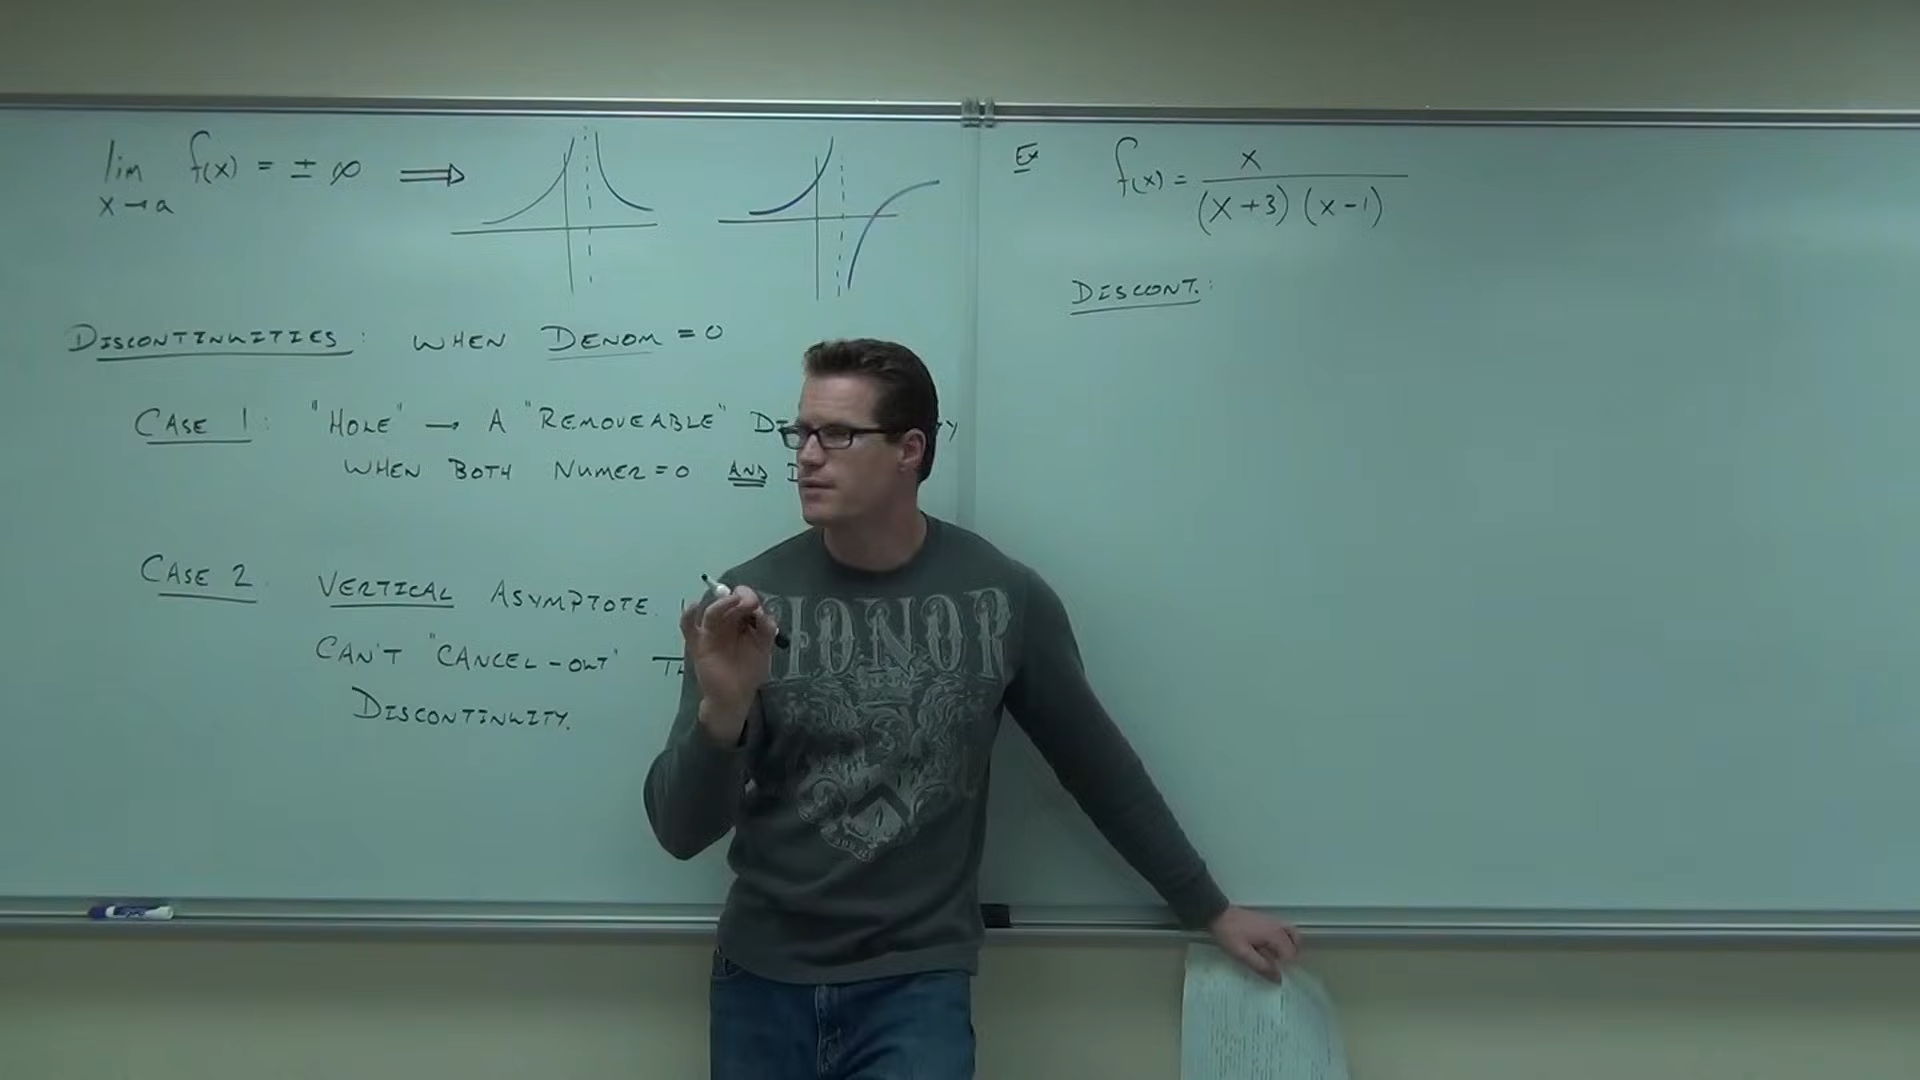 lim f(x) = ± ∞ ⟹
x → a
DISCONTINUITIES: WHEN DENOM = 0
CASE 1: "HOLE" → A "REMOVEABLE"
WHEN BOTH NUMER = 0 AND
CASE 2 VERTICAL ASYMPTOTE.
CAN'T "CANCEL-OUT"
DISCONTINUITY.
Ex f(x) = x
(x+3) (x-1)
DISCONT.:
HONOR